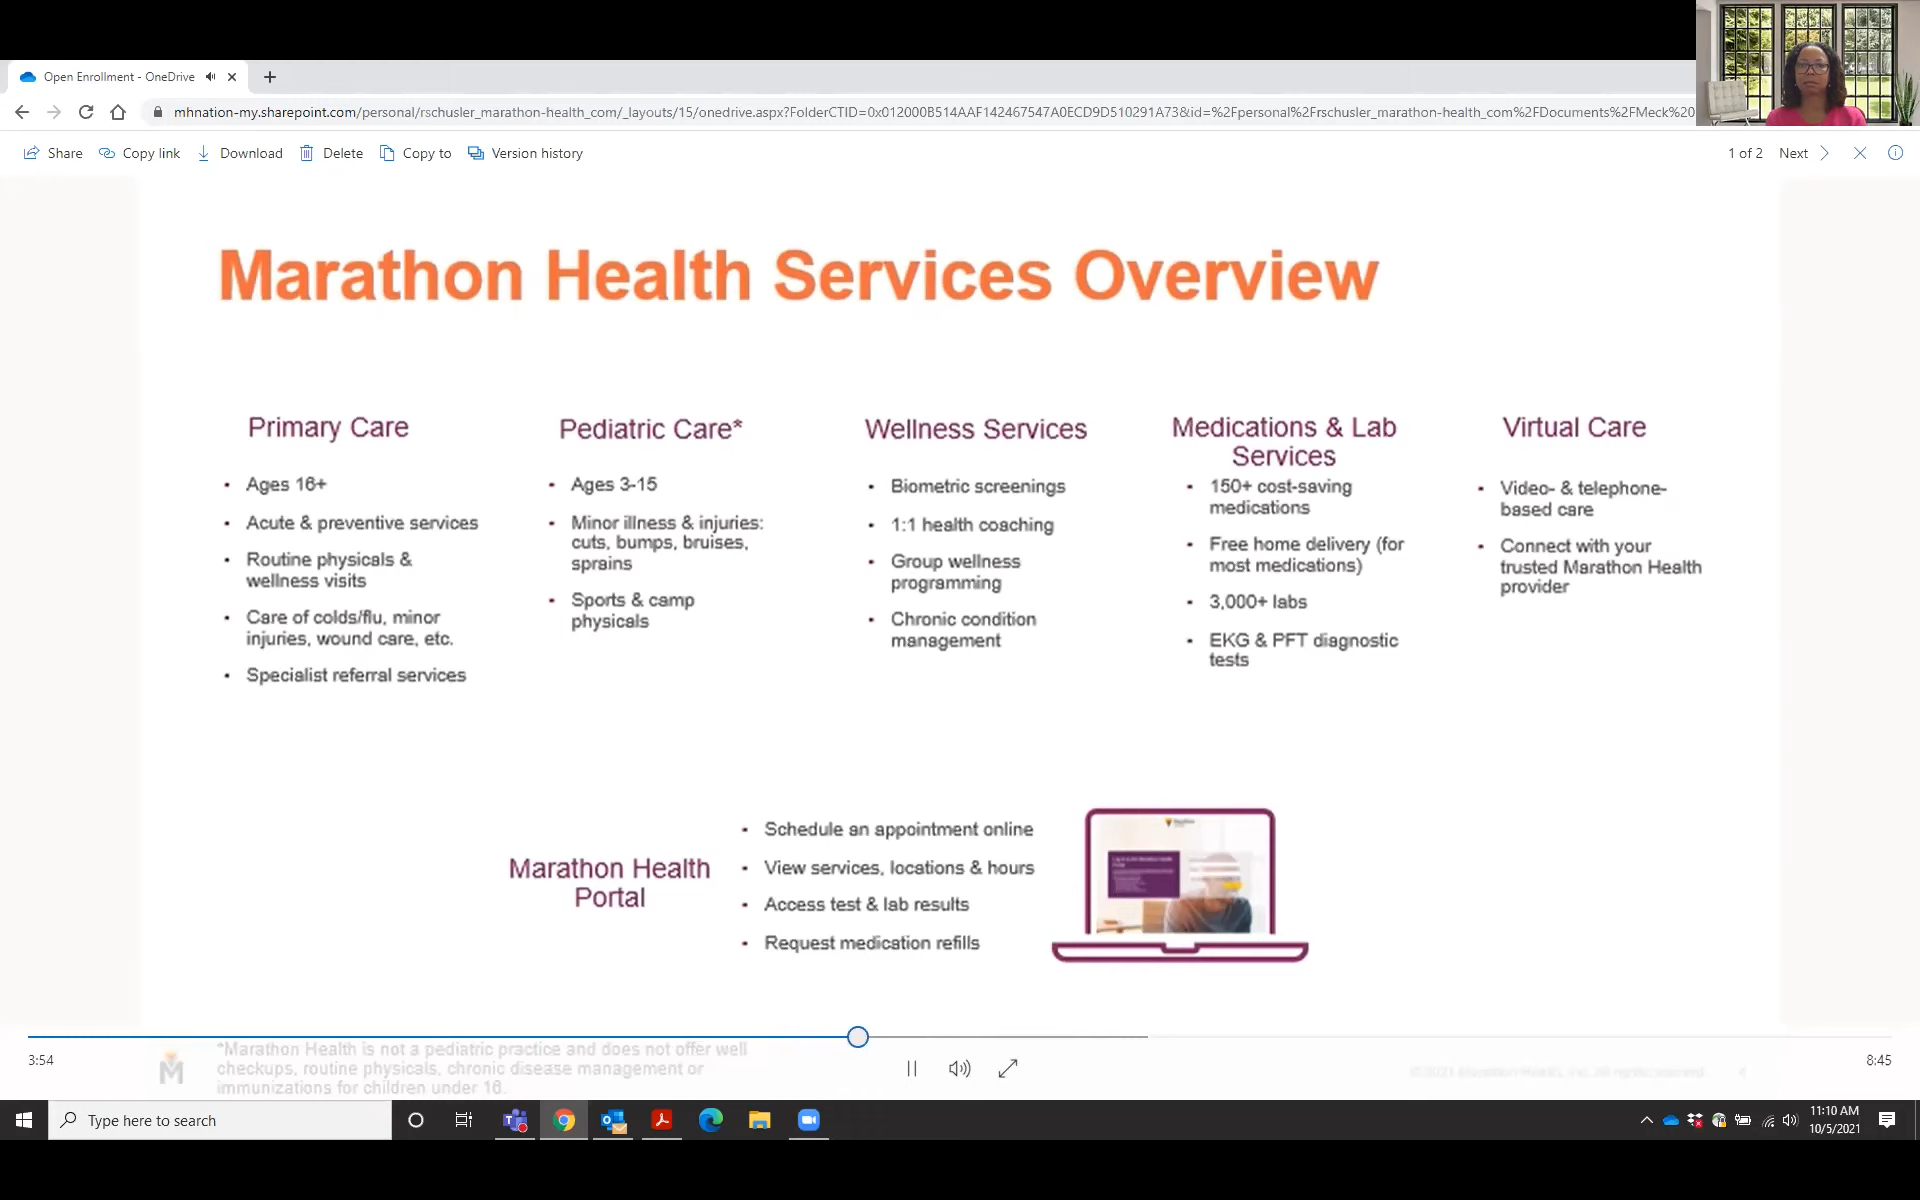 Open Enrollment - OneDrive
mhnation-my.sharepoint.com/personal/rschusler_marathon-health_com/_layouts/15/onedrive.aspx?FolderCTID=0x012000B514AAF142467547A0ECD9D510291A73&id=%2Fpersonal%2Frschusler_marathon-health_com%2FDocuments%2FMeck%20
Share Copy link Download Delete Copy to Version history 1 of 2 Next
Marathon Health Services Overview
Primary Care
• Ages 16+
• Acute & preventive services
• Routine physicals &
wellness visits
• Care of colds/flu, minor
injuries, wound care, etc.
• Specialist referral services
Pediatric Care*
• Ages 3-15
• Minor illness & injuries:
cuts, bumps, bruises,
sprains
• Sports & camp
physicals
Wellness Services
• Biometric screenings
• 1:1 health coaching
• Group wellness
programming
• Chronic condition
management
Medications & Lab
Services
• 150+ cost-saving
medications
• Free home delivery (for
most medications)
• 3,000+ labs
• EKG & PFT diagnostic
tests
Virtual Care
• Video- & telephone-
based care
• Connect with your
trusted Marathon Health
provider
Marathon Health
Portal
• Schedule an appointment online
• View services, locations & hours
• Access test & lab results
• Request medication refills
3:54
8:45
*Marathon Health is not a pediatric practice and does not offer well
checkups, routine physicals, chronic disease management or
immunizations for children under 16.
Type here to search
11:10 AM
10/5/2021